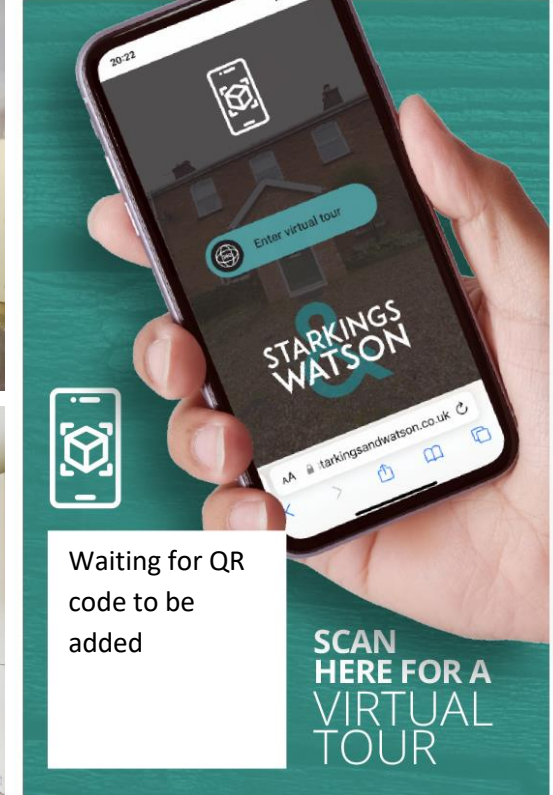 20:22
Enter virtual tour
&
STARKINGS
WATSON
AA tarkingsandwatson.co.uk
Waiting for QR
code to be
added
SCAN
HERE FOR A
VIRTUAL
TOUR